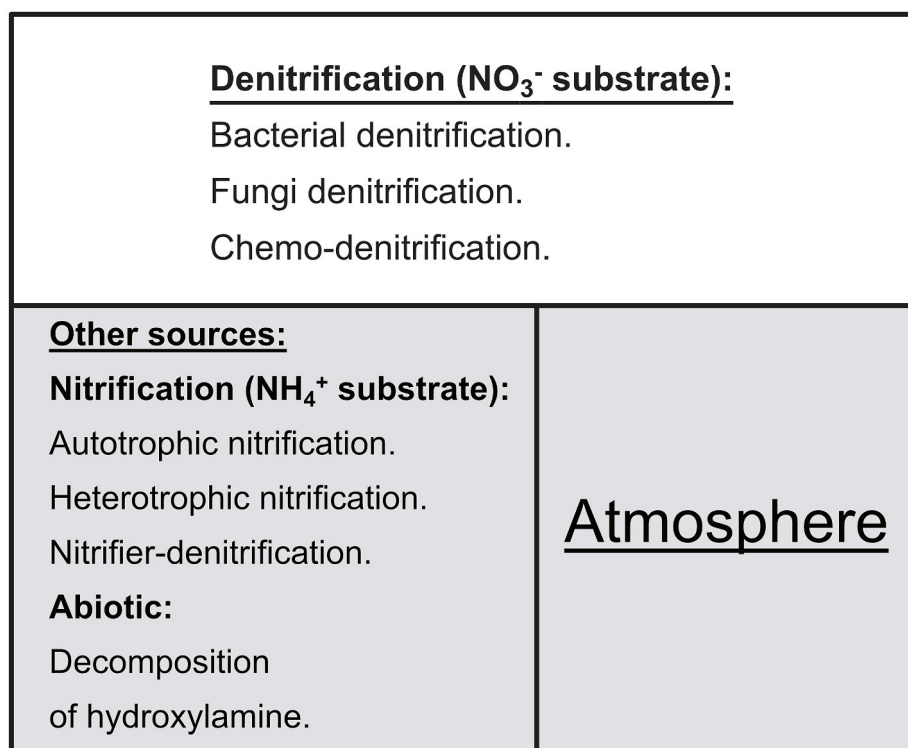 Denitrification (NO₃⁻ substrate):
Bacterial denitrification.
Fungi denitrification.
Chemo-denitrification.
Other sources:
Nitrification (NH₄⁺ substrate):
Autotrophic nitrification.
Heterotrophic nitrification.
Nitrifier-denitrification.
Abiotic:
Decomposition
of hydroxylamine.
Atmosphere